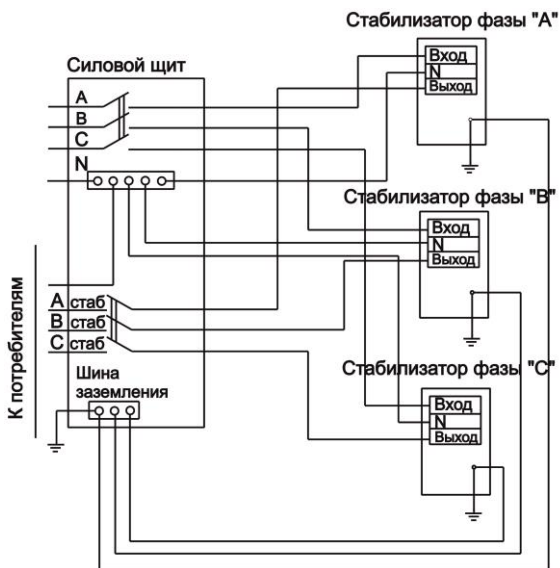 Стабилизатор фазы "А"
Силовой щит
Вход
N
Выход
А
В
С
N
Стабилизатор фазы "В"
Вход
N
Выход
К потребителям
А стаб
В стаб
С стаб
Стабилизатор фазы "С"
Шина
заземления
Вход
N
Выход